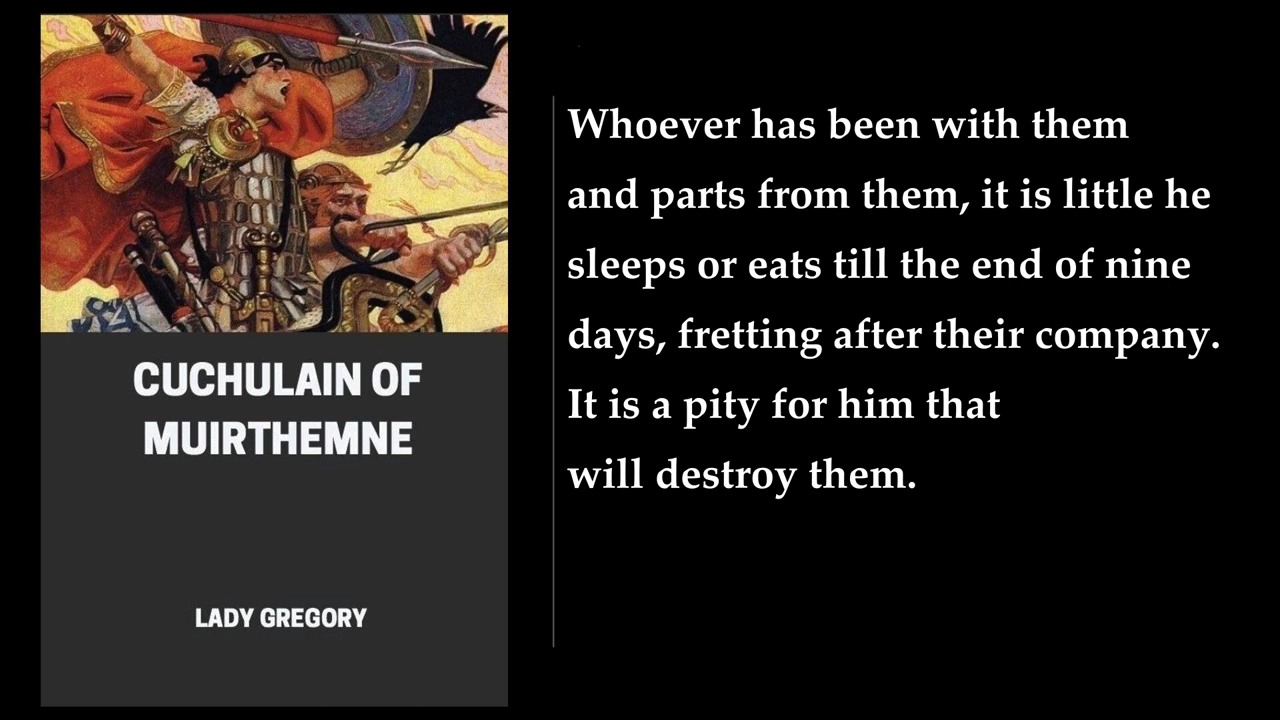 CUCHULAIN OF
MUIRTHEMNE
LADY GREGORY
Whoever has been with them
and parts from them, it is little he
sleeps or eats till the end of nine
days, fretting after their company.
It is a pity for him that
will destroy them.